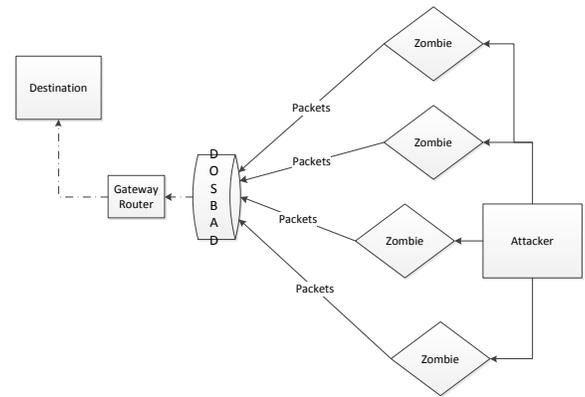 Zombie
Destination
Packets
Zombie
D
O
S
B
A
D
Packets
Gateway
Router
Packets
Zombie
Attacker
Packets
Zombie